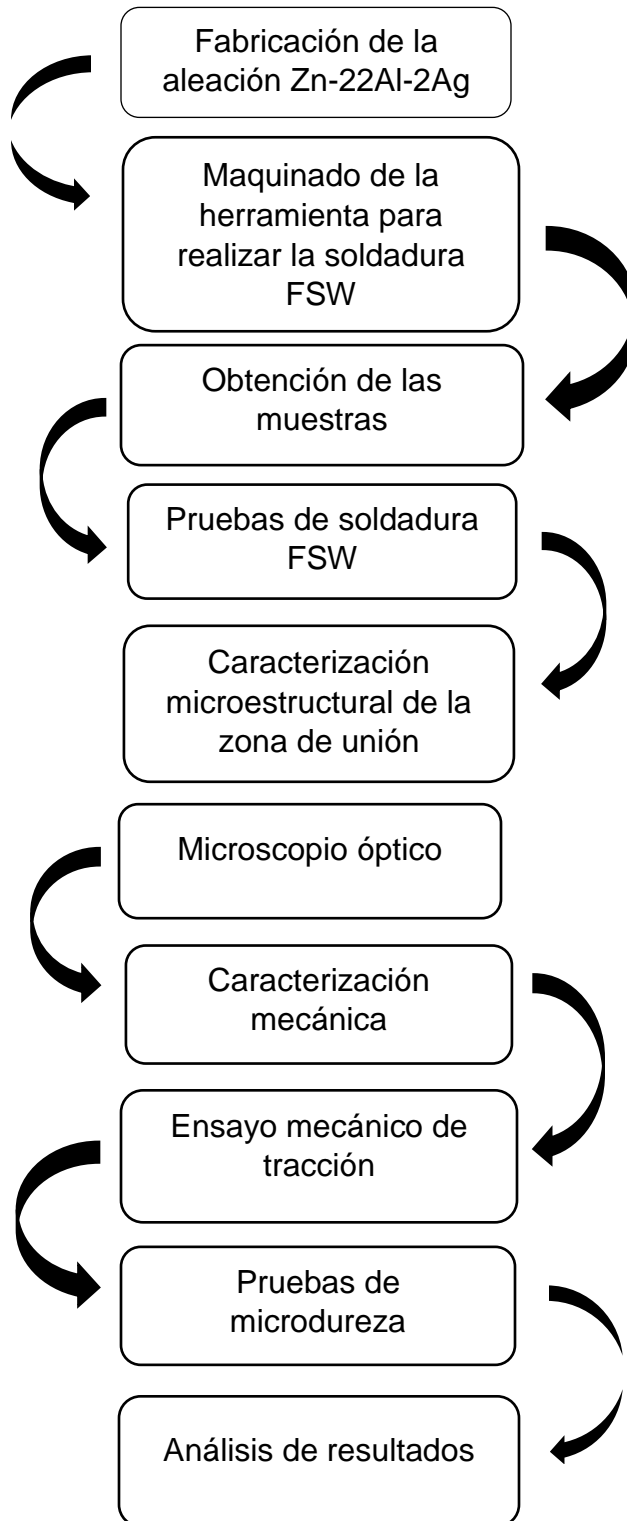 Fabricación de la
aleación Zn-22Al-2Ag
Maquinado de la
herramienta para
realizar la soldadura
FSW
Obtención de las
muestras
Pruebas de soldadura
FSW
Caracterización
microestructural de la
zona de unión
Microscopio óptico
Caracterización
mecánica
Ensayo mecánico de
tracción
Pruebas de
microdureza
Análisis de resultados